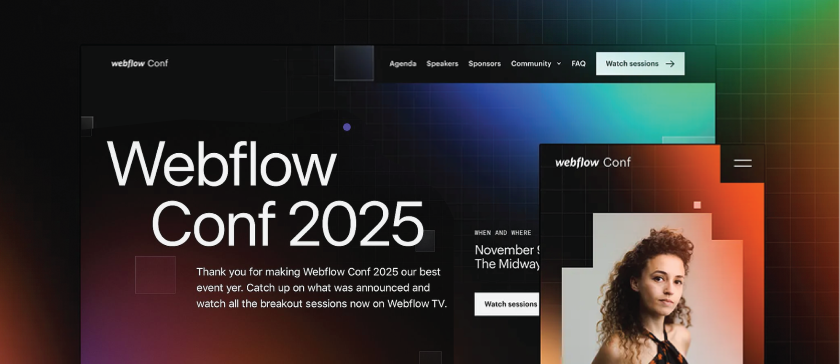 webflow Conf
Agenda Speakers Sponsors Community FAQ Watch sessions
Webflow
Conf 2025
Thank you for making Webflow Conf 2025 our best
event yer. Catch up on what was announced and
watch all the breakout sessions now on Webflow TV.
WHEN AND WHERE
November
The Midway
Watch sessions
webflow Conf